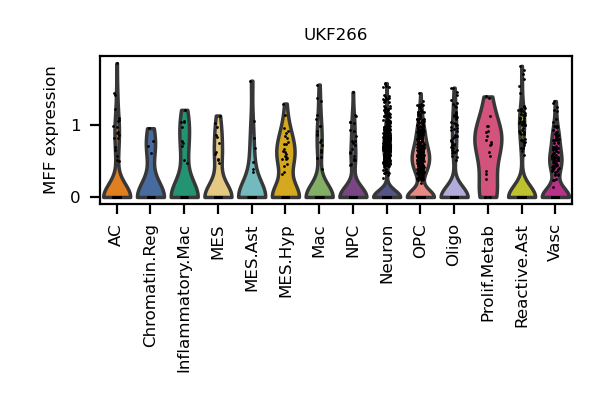 UKF266
MFF expression
1
0
AC
Chromatin.Reg
Inflammatory.Mac
MES
MES.Ast
MES.Hyp
Mac
NPC
Neuron
OPC
Oligo
Prolif.Metab
Reactive.Ast
Vasc